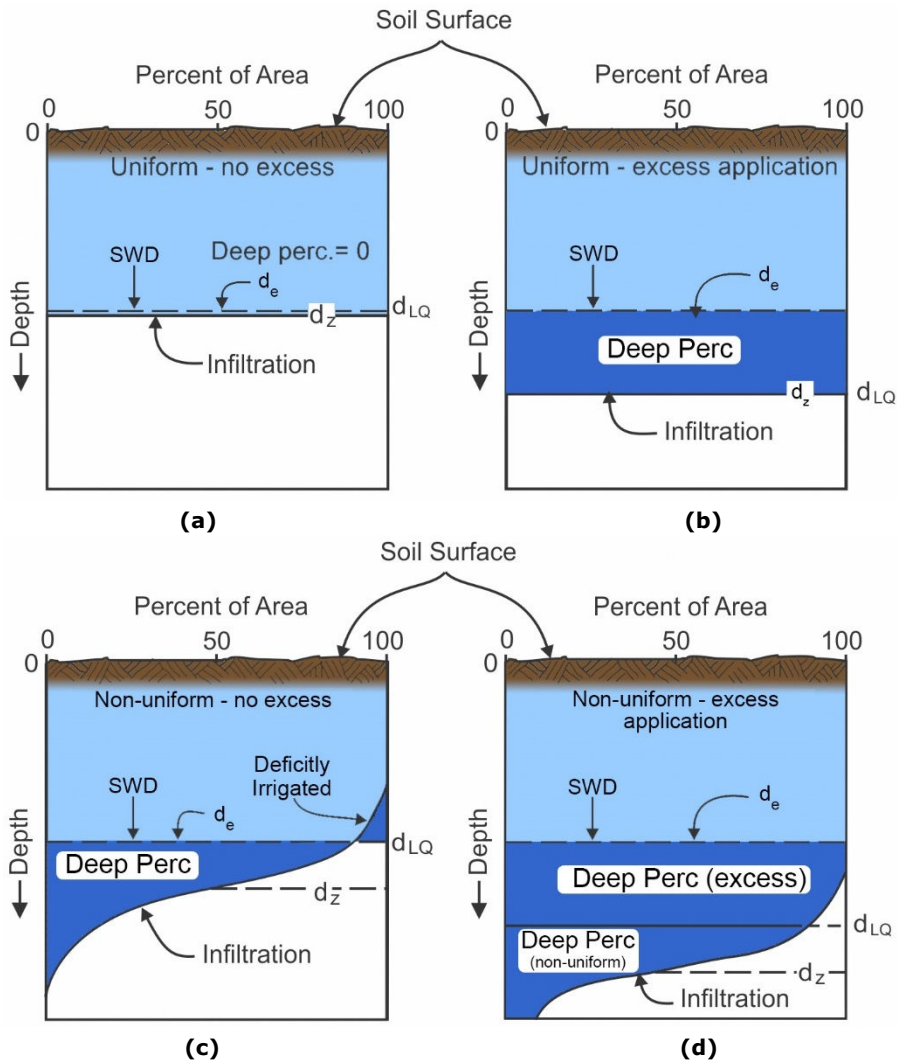 Soil Surface
Percent of Area
Percent of Area
0 50 100
0 50 100
0
Uniform - no excess
Uniform - excess application
Deep perc.= 0
SWD
d_e
d_z
d_LQ
Infiltration
Depth
SWD
d_e
Deep Perc
d_z
d_LQ
Infiltration
Depth
(a)
(b)
Soil Surface
Percent of Area
Percent of Area
0 50 100
0 50 100
0
Non-uniform - no excess
Non-uniform - excess
application
Deficitly
Irrigated
SWD
d_e
d_LQ
Deep Perc
d_z
Infiltration
Depth
SWD
d_e
Deep Perc (excess)
d_LQ
Deep Perc
(non-uniform)
d_z
Infiltration
Depth
(c)
(d)